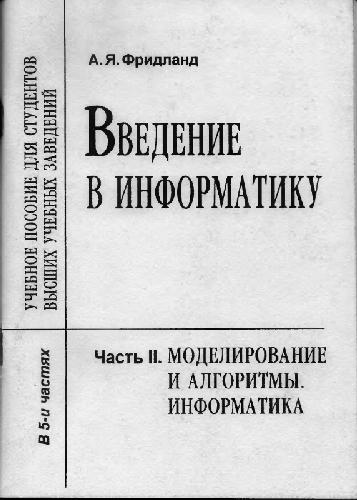 А. Я. Фридланд
ВВЕДЕНИЕ
В ИНФОРМАТИКУ
УЧЕБНОЕ ПОСОБИЕ ДЛЯ СТУДЕНТОВ
ВЫСШИХ УЧЕБНЫХ ЗАВЕДЕНИЙ
В 5-и частях
Часть II. МОДЕЛИРОВАНИЕ
И АЛГОРИТМЫ.
ИНФОРМАТИКА